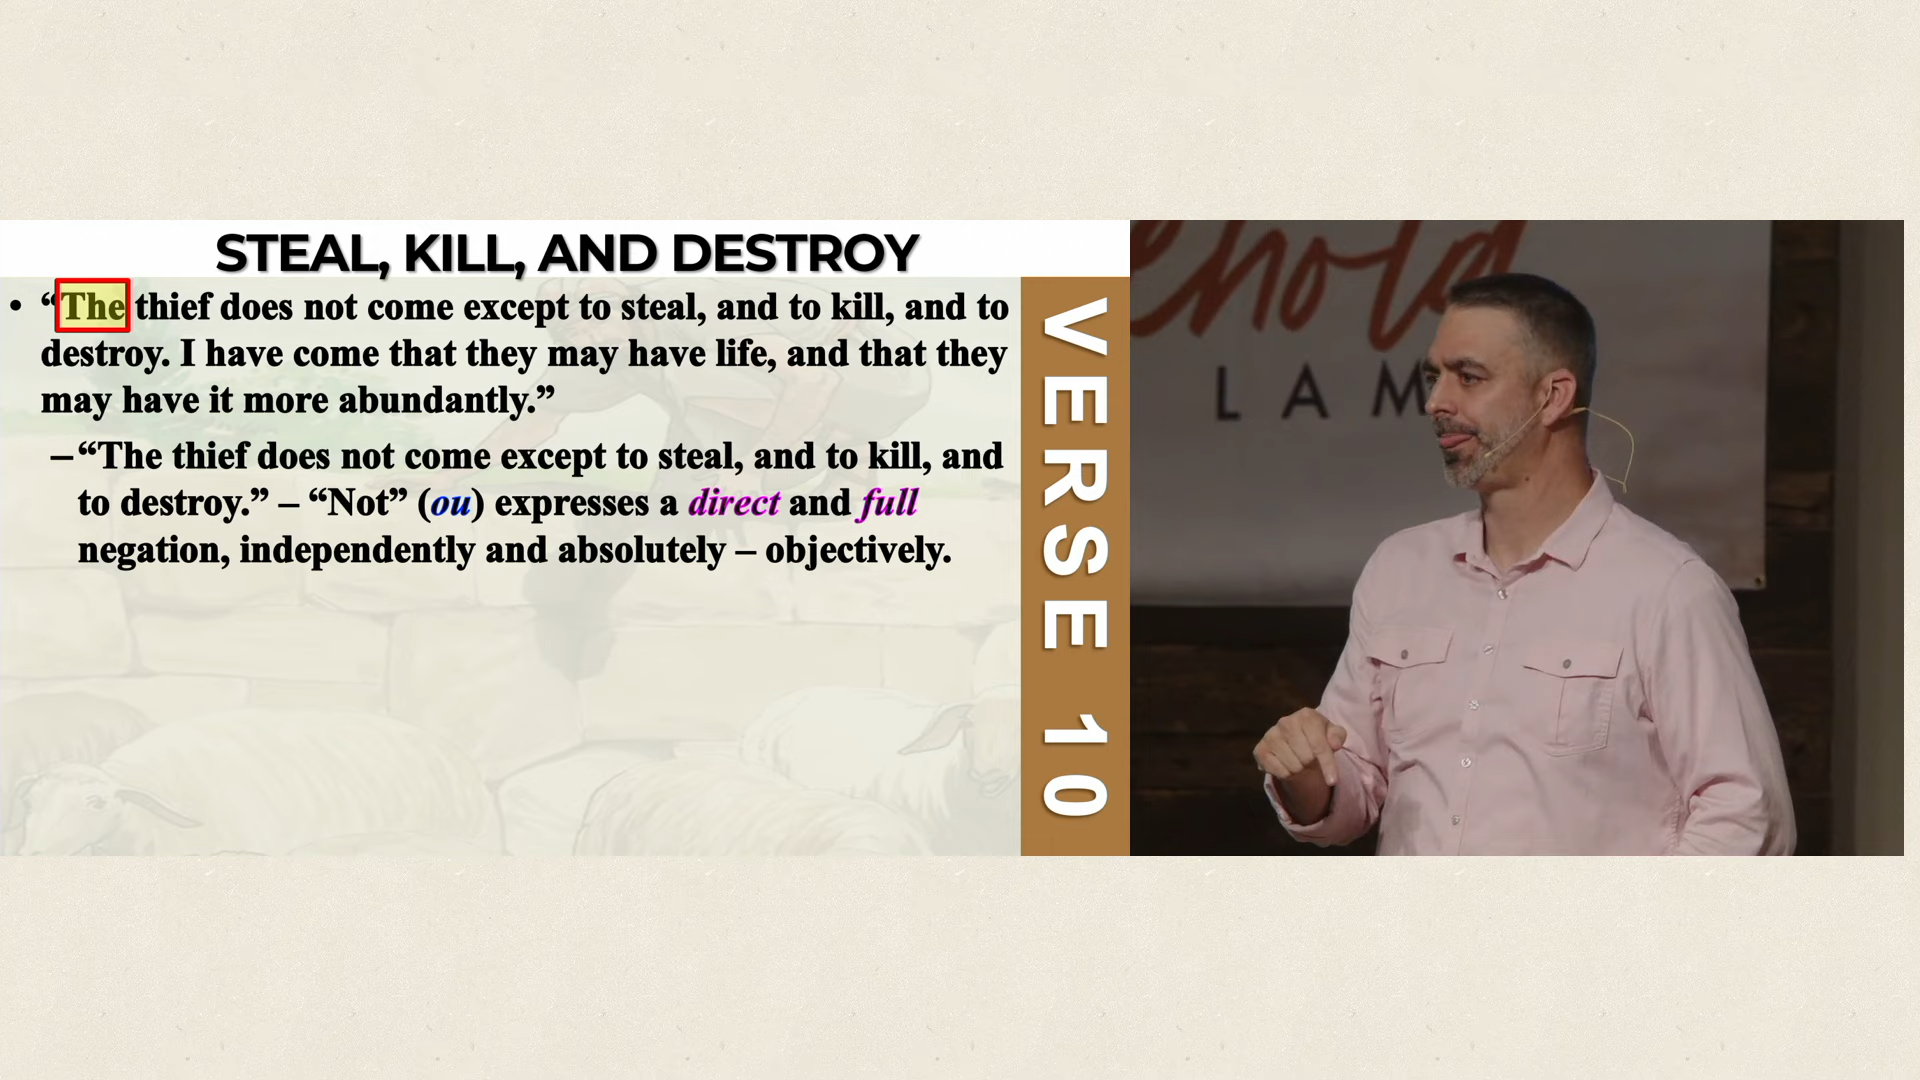 STEAL, KILL, AND DESTROY
• “The thief does not come except to steal, and to kill, and to
destroy. I have come that they may have life, and that they
may have it more abundantly.”
–“The thief does not come except to steal, and to kill, and
to destroy.” – “Not” (ou) expresses a direct and full
negation, independently and absolutely – objectively.
VERSE 10
ehold
LAM